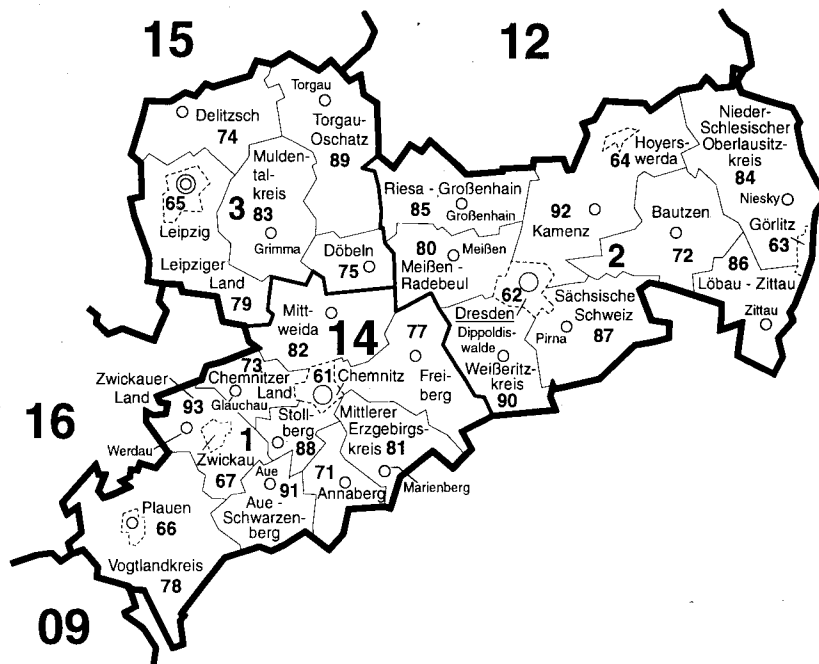 15
12
Torgau
Delitzsch
74
Torgau-
Oschatz
89
Nieder-
Schlesischer
Oberlausitz-
kreis
84
Hoyers-
werda
64
Mulden-
tal-
kreis
83
3
65
Leipzig
Grimma
Riesa - Großenhain
85
Großenhain
92
Kamenz
Bautzen
72
Niesky
Görlitz
63
2
86
Löbau - Zittau
Zittau
Döbeln
75
80
Meißen
Meißen -
Radebeul
Leipziger
Land
79
62
Dresden
Sächsische
Schweiz
87
Pirna
Dippoldis-
walde
Weißeritz-
kreis
90
Mitt-
weida
82
14
77
Frei-
berg
73
Chemnitzer
Land
Glauchau
61
Chemnitz
Zwickauer
Land
93
16
Werdau
1
Zwickau
67
Stoll-
berg
88
Mittlerer
Erzgebirgs-
kreis 81
Marienberg
Aue
91
Aue -
Schwarzen-
berg
71
Annaberg
Plauen
66
Vogtlandkreis
78
09